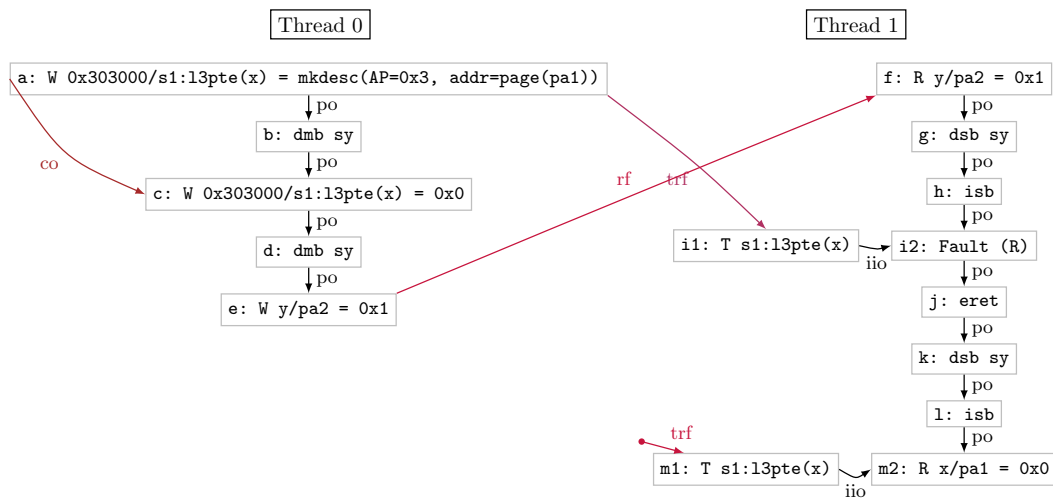 Thread 0
a: W 0x303000/s1:l3pte(x) = mkdesc(AP=0x3, addr=page(pa1))
po
b: dmb sy
po
co
c: W 0x303000/s1:l3pte(x) = 0x0
po
d: dmb sy
po
e: W y/pa2 = 0x1
rf
trf
Thread 1
f: R y/pa2 = 0x1
po
g: dsb sy
po
h: isb
po
i1: T s1:l3pte(x)
iio
i2: Fault (R)
po
j: eret
po
k: dsb sy
po
l: isb
po
trf
m1: T s1:l3pte(x)
iio
m2: R x/pa1 = 0x0